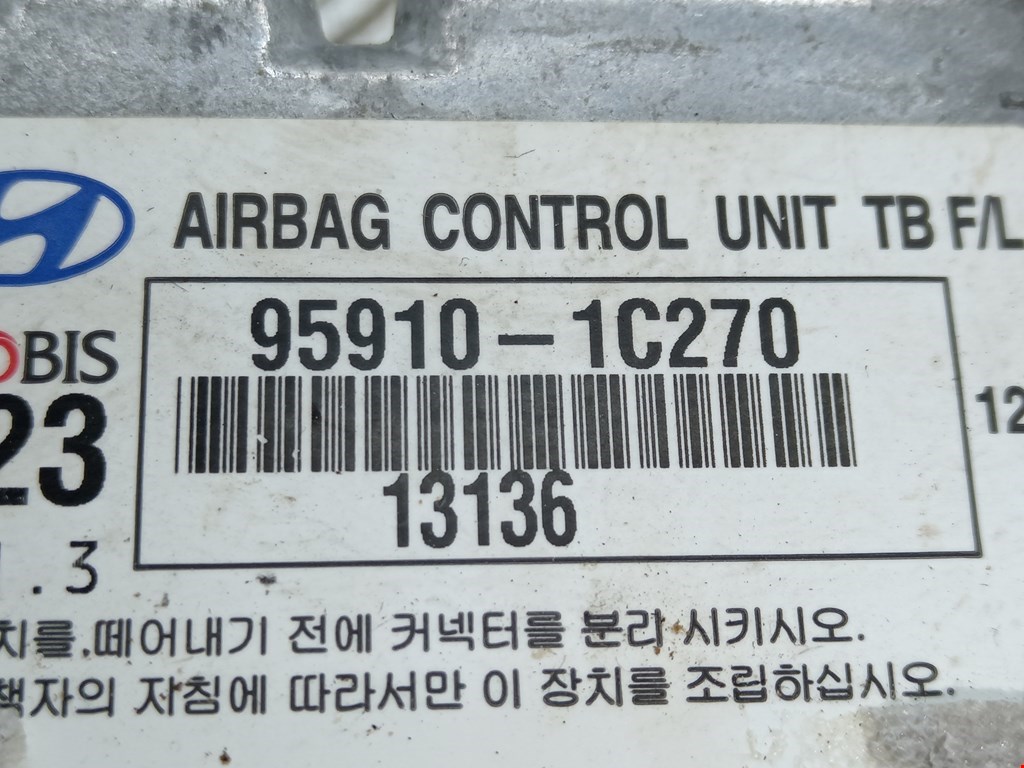 AIRBAG CONTROL UNIT TB F/L
95910-1C270
OBIS
23
12
13136
1.3
치를.떼어내기 전에 커넥터를 분리 시키시오.
책자의 지침에 따라서만 이 장치를 조립하십시오.